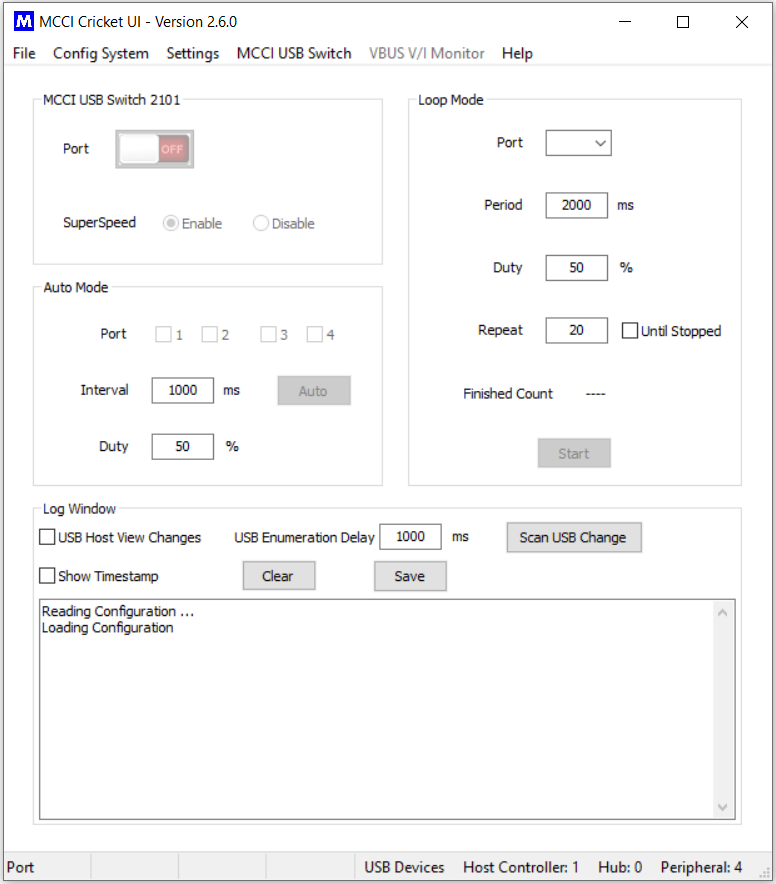 M MCCI Cricket UI - Version 2.6.0
File Config System Settings MCCI USB Switch VBUS V/I Monitor Help
MCCI USB Switch 2101
Port OFF
SuperSpeed Enable Disable
Auto Mode
Port 1 2 3 4
Interval 1000 ms Auto
Duty 50 %
Loop Mode
Port
Period 2000 ms
Duty 50 %
Repeat 20 Until Stopped
Finished Count ----
Start
Log Window
USB Host View Changes USB Enumeration Delay 1000 ms Scan USB Change
Show Timestamp Clear Save
Reading Configuration ...
Loading Configuration
Port USB Devices Host Controller: 1 Hub: 0 Peripheral: 4